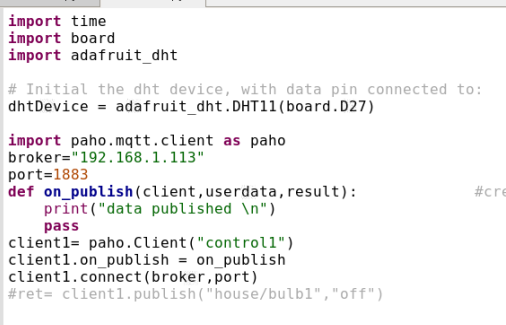 import time
import board
import adafruit_dht

# Initial the dht device, with data pin connected to:
dhtDevice = adafruit_dht.DHT11(board.D27)

import paho.mqtt.client as paho
broker="192.168.1.113"
port=1883
def on_publish(client,userdata,result):             #cre
    print("data published \n")
    pass
client1= paho.Client("control1")
client1.on_publish = on_publish
client1.connect(broker,port)
#ret= client1.publish("house/bulb1","off")